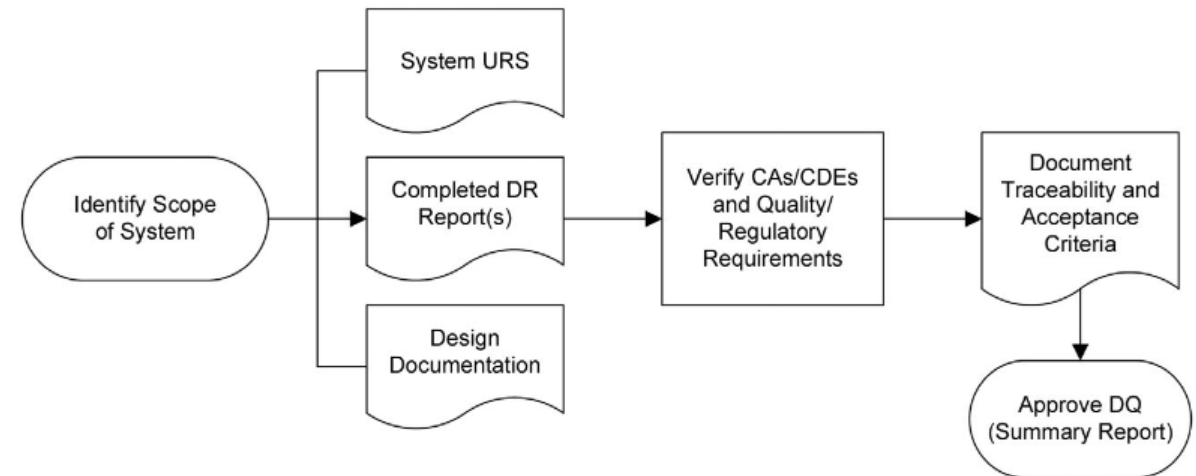 System URS
Identify Scope
of System
Completed DR
Report(s)
Design
Documentation
Verify CAs/CDEs
and Quality/
Regulatory
Requirements
Document
Traceability and
Acceptance
Criteria
Approve DQ
(Summary Report)